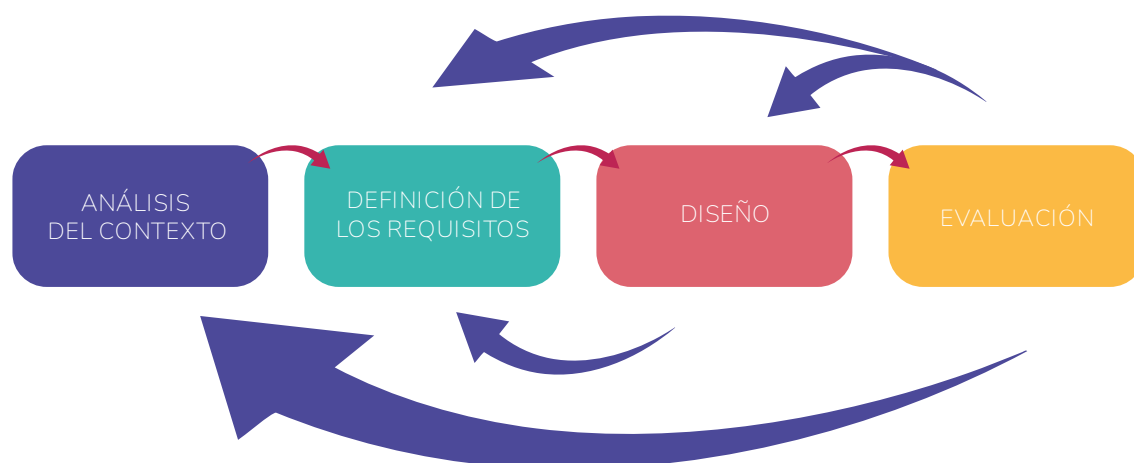 ANÁLISIS
DEL CONTEXTO
DEFINICIÓN DE
LOS REQUISITOS
DISEÑO
EVALUACIÓN